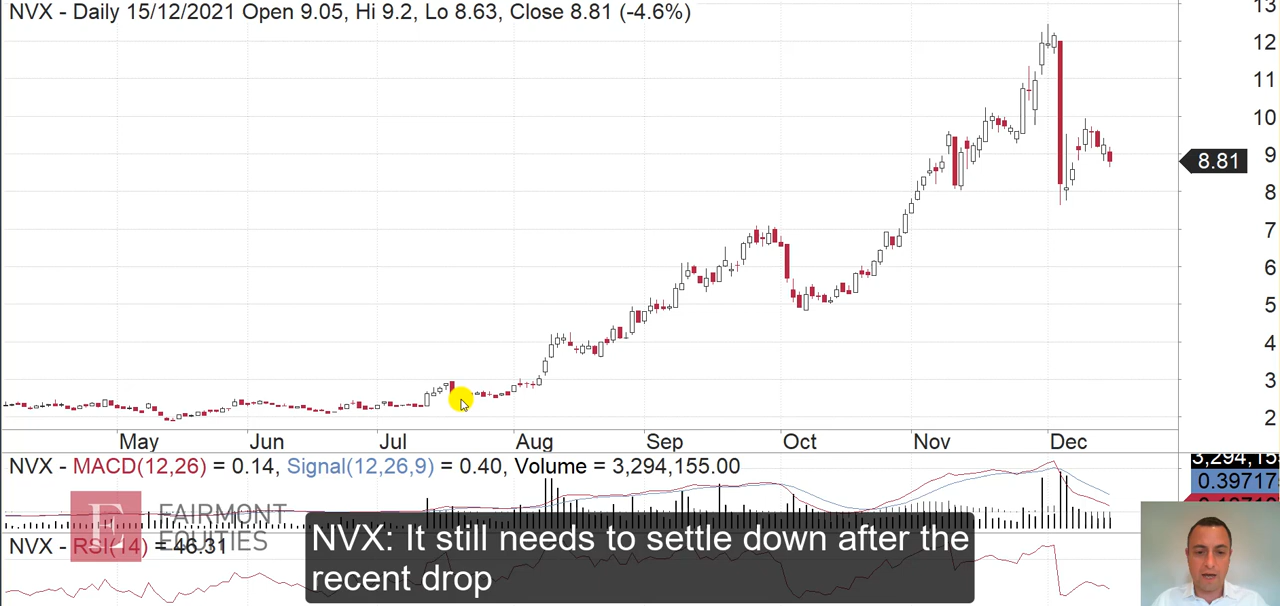 NVX - Daily 15/12/2021 Open 9.05, Hi 9.2, Lo 8.63, Close 8.81 (-4.6%)
13
12
11
10
9
8.81
8
7
6
5
4
3
2
May Jun Jul Aug Sep Oct Nov Dec
NVX - MACD(12,26) = 0.14, Signal(12,26,9) = 0.40, Volume = 3,294,155.00
3,294,15
0.39717
E FAIRMONT
EQUITIES
NVX - RSI(14) = 46.31
NVX: It still needs to settle down after the
recent drop